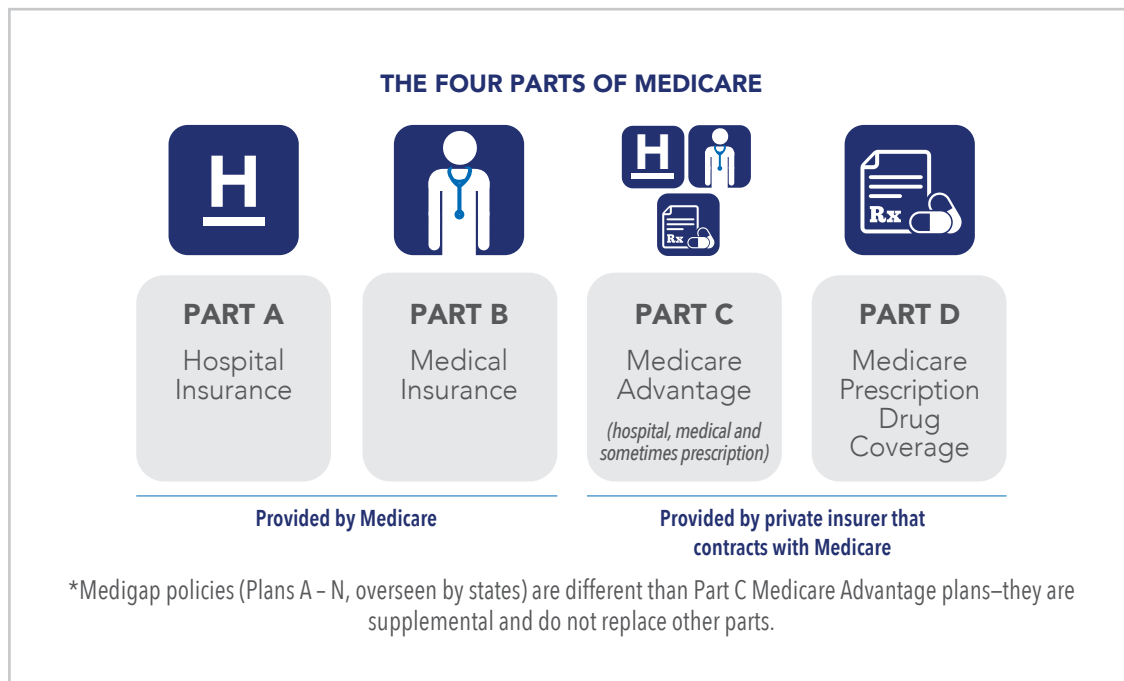 THE FOUR PARTS OF MEDICARE
H
H
Rx
Rx
PART A
Hospital
Insurance
PART B
Medical
Insurance
PART C
Medicare
Advantage
(hospital, medical and
sometimes prescription)
PART D
Medicare
Prescription
Drug
Coverage
Provided by Medicare
Provided by private insurer that
contracts with Medicare
*Medigap policies (Plans A – N, overseen by states) are different than Part C Medicare Advantage plans—they are
supplemental and do not replace other parts.